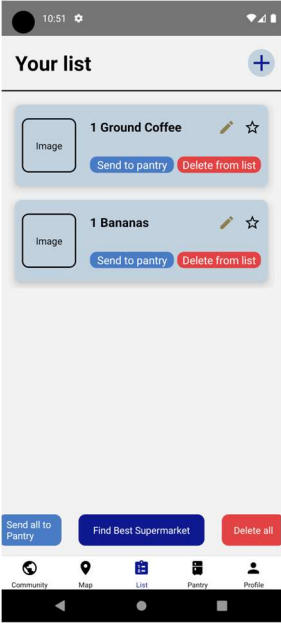 10:51
Your list
Image
1 Ground Coffee
Send to pantry
Delete from list
Image
1 Bananas
Send to pantry
Delete from list
Send all to
Pantry
Find Best Supermarket
Delete all
Community
Map
List
Pantry
Profile